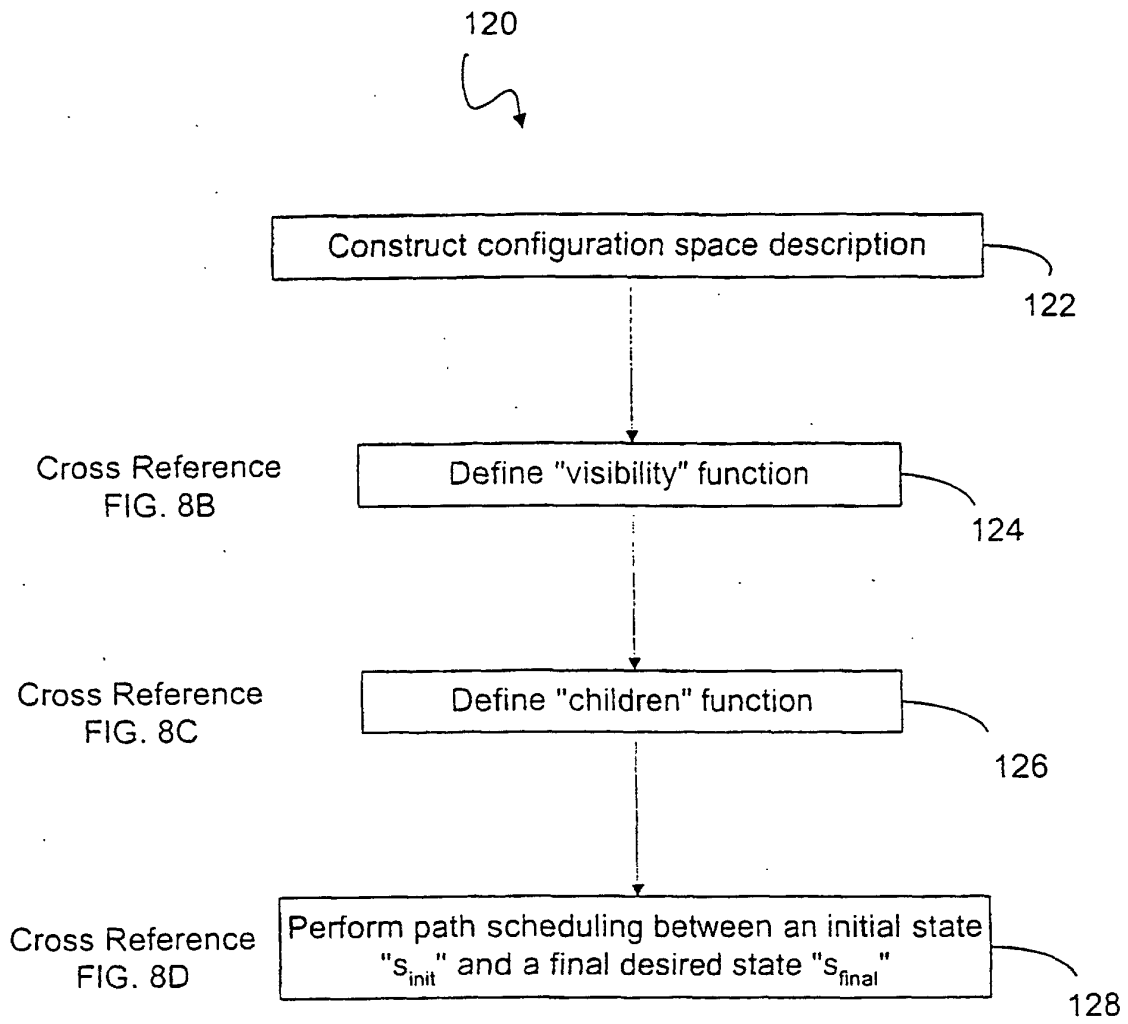 120
Construct configuration space description
122
Cross Reference
FIG. 8B
Define "visibility" function
124
Cross Reference
FIG. 8C
Define "children" function
126
Cross Reference
FIG. 8D
Perform path scheduling between an initial state
"s_init" and a final desired state "s_final"
128